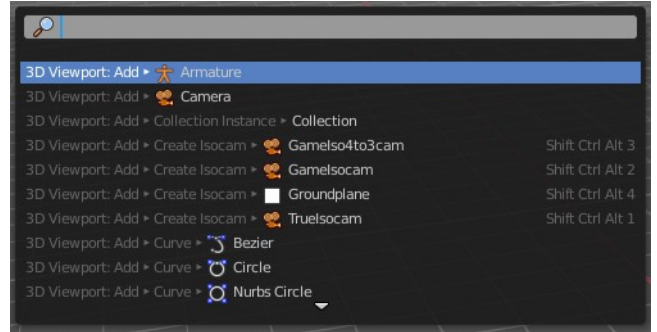 3D Viewport: Add ▸ Armature
3D Viewport: Add ▸ Camera
3D Viewport: Add ▸ Collection Instance ▸ Collection
3D Viewport: Add ▸ Create Isocam ▸ GameIso4to3cam Shift Ctrl Alt 3
3D Viewport: Add ▸ Create Isocam ▸ GameIsocam Shift Ctrl Alt 2
3D Viewport: Add ▸ Create Isocam ▸ Groundplane Shift Ctrl Alt 4
3D Viewport: Add ▸ Create Isocam ▸ TrueIsocam Shift Ctrl Alt 1
3D Viewport: Add ▸ Curve ▸ Bezier
3D Viewport: Add ▸ Curve ▸ Circle
3D Viewport: Add ▸ Curve ▸ Nurbs Circle